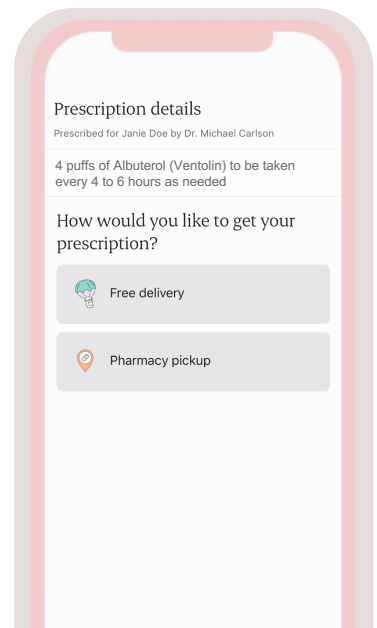 Prescription details
Prescribed for Janie Doe by Dr. Michael Carlson
4 puffs of Albuterol (Ventolin) to be taken
every 4 to 6 hours as needed
How would you like to get your
prescription?
Free delivery
Pharmacy pickup